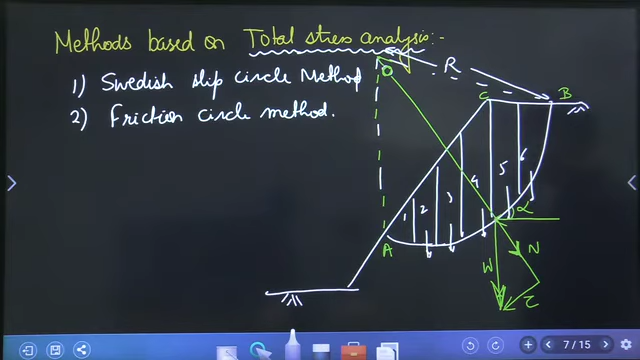 Methods based on Total stress analysis:-
1) Swedish slip circle Method
2) Friction circle method.
O
R
C
B
1 2 3 4 5 6
α
A
N
W
τ
7 / 15